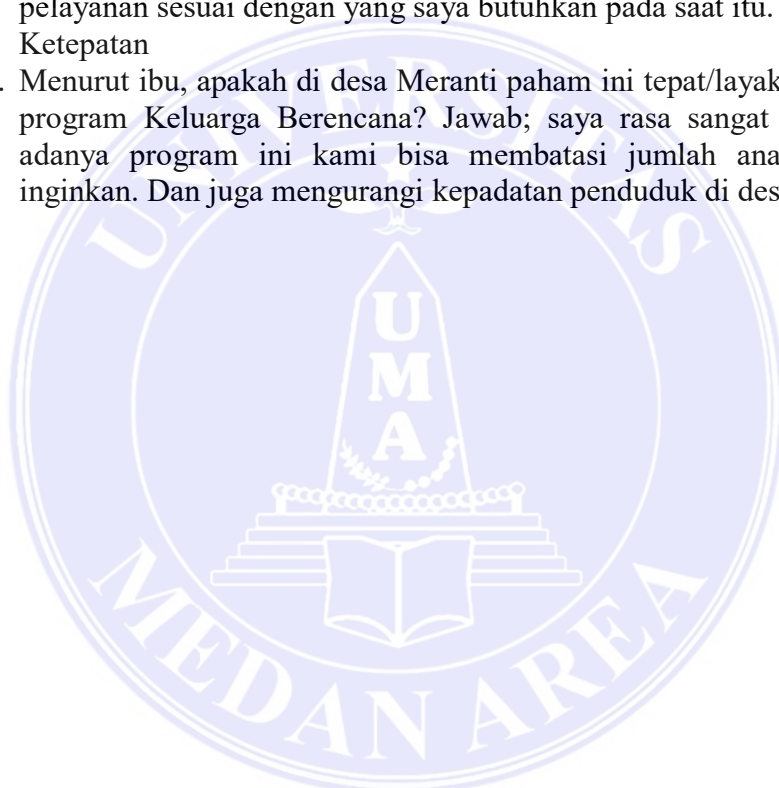 pelayanan sesuai dengan yang saya butuhkan pada saat itu.
Ketepatan
. Menurut ibu, apakah di desa Meranti paham ini tepat/layak
program Keluarga Berencana? Jawab; saya rasa sangat
adanya program ini kami bisa membatasi jumlah ana
inginkan. Dan juga mengurangi kepadatan penduduk di des
UNIVERSITAS
UMA
MEDAN AREA